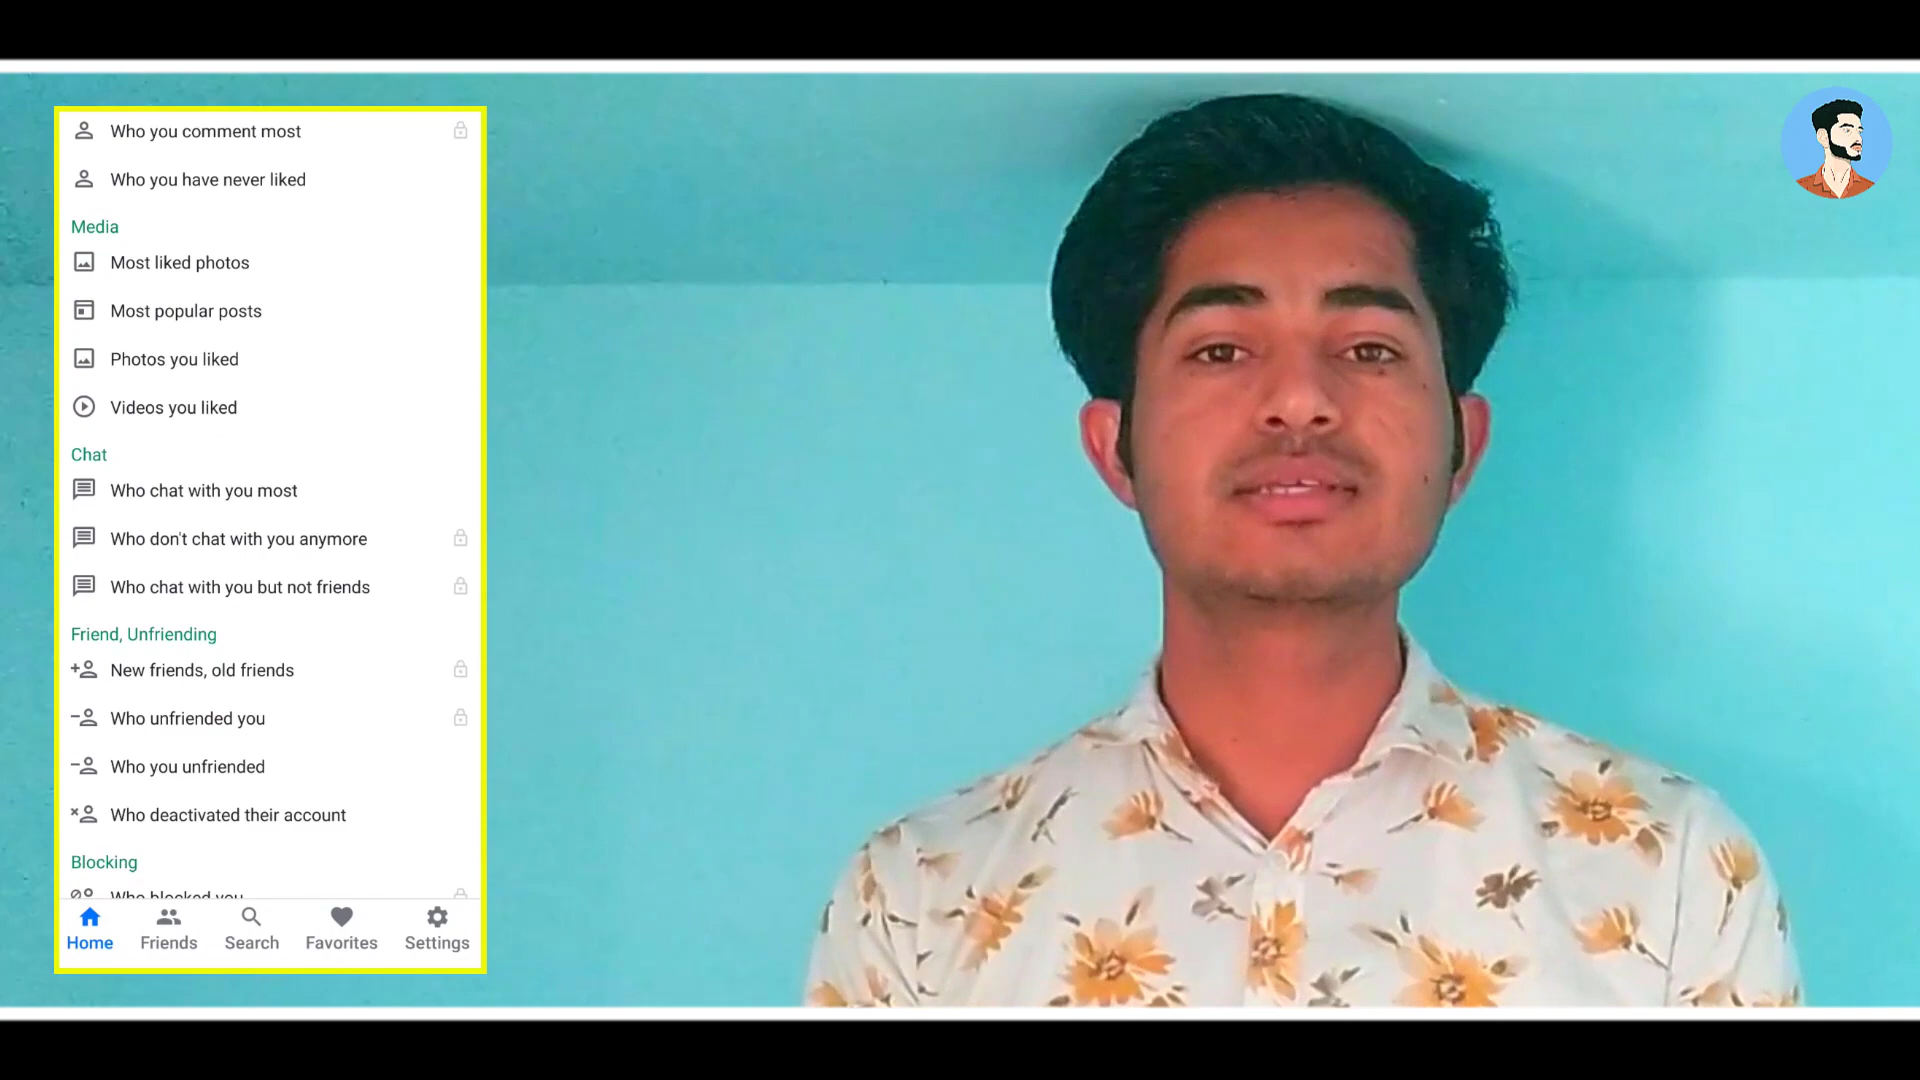 Who you comment most
Who you have never liked
Media
Most liked photos
Most popular posts
Photos you liked
Videos you liked
Chat
Who chat with you most
Who don't chat with you anymore
Who chat with you but not friends
Friend, Unfriending
New friends, old friends
Who unfriended you
Who you unfriended
Who deactivated their account
Blocking
Who blocked you
Home Friends Search Favorites Settings